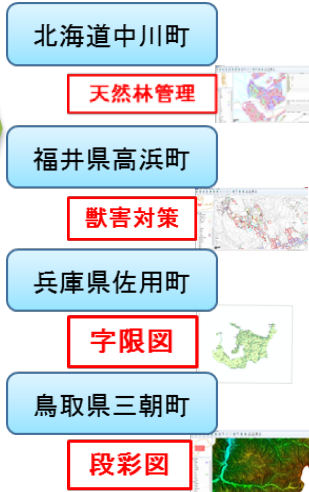 北海道中川町
天然林管理
福井県高浜町
獣害対策
兵庫県佐用町
字限図
鳥取県三朝町
段彩図